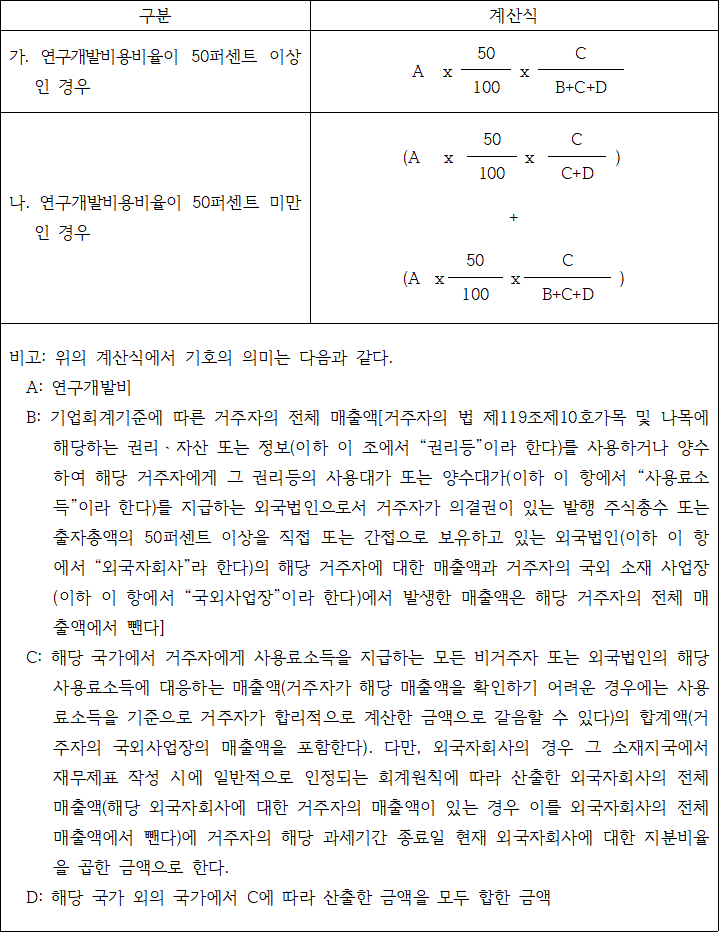 구분 계산식
가. 연구개발비용비율이 50퍼센트 이상
인 경우
A x 50/100 x C/B+C+D
나. 연구개발비용비율이 50퍼센트 미만
인 경우
(A x 50/100 x C/C+D )
+
(A x 50/100 x C/B+C+D )
비고: 위의 계산식에서 기호의 의미는 다음과 같다.
A: 연구개발비
B: 기업회계기준에 따른 거주자의 전체 매출액[거주자의 법 제119조제10호가목 및 나목에
해당하는 권리ㆍ자산 또는 정보(이하 이 조에서 “권리등”이라 한다)를 사용하거나 양수
하여 해당 거주자에게 그 권리등의 사용대가 또는 양수대가(이하 이 항에서 “사용료소
득”이라 한다)를 지급하는 외국법인으로서 거주자가 의결권이 있는 발행 주식총수 또는
출자총액의 50퍼센트 이상을 직접 또는 간접으로 보유하고 있는 외국법인(이하 이 항
에서 “외국자회사”라 한다)의 해당 거주자에 대한 매출액과 거주자의 국외 소재 사업장
(이하 이 항에서 “국외사업장”이라 한다)에서 발생한 매출액은 해당 거주자의 전체 매
출액에서 뺀다]
C: 해당 국가에서 거주자에게 사용료소득을 지급하는 모든 비거주자 또는 외국법인의 해당
사용료소득에 대응하는 매출액(거주자가 해당 매출액을 확인하기 어려운 경우에는 사용
료소득을 기준으로 거주자가 합리적으로 계산한 금액으로 갈음할 수 있다)의 합계액(거
주자의 국외사업장의 매출액을 포함한다). 다만, 외국자회사의 경우 그 소재지국에서
재무제표 작성 시에 일반적으로 인정되는 회계원칙에 따라 산출한 외국자회사의 전체
매출액(해당 외국자회사에 대한 거주자의 매출액이 있는 경우 이를 외국자회사의 전체
매출액에서 뺀다)에 거주자의 해당 과세기간 종료일 현재 외국자회사에 대한 지분비율
을 곱한 금액으로 한다.
D: 해당 국가 외의 국가에서 C에 따라 산출한 금액을 모두 합한 금액